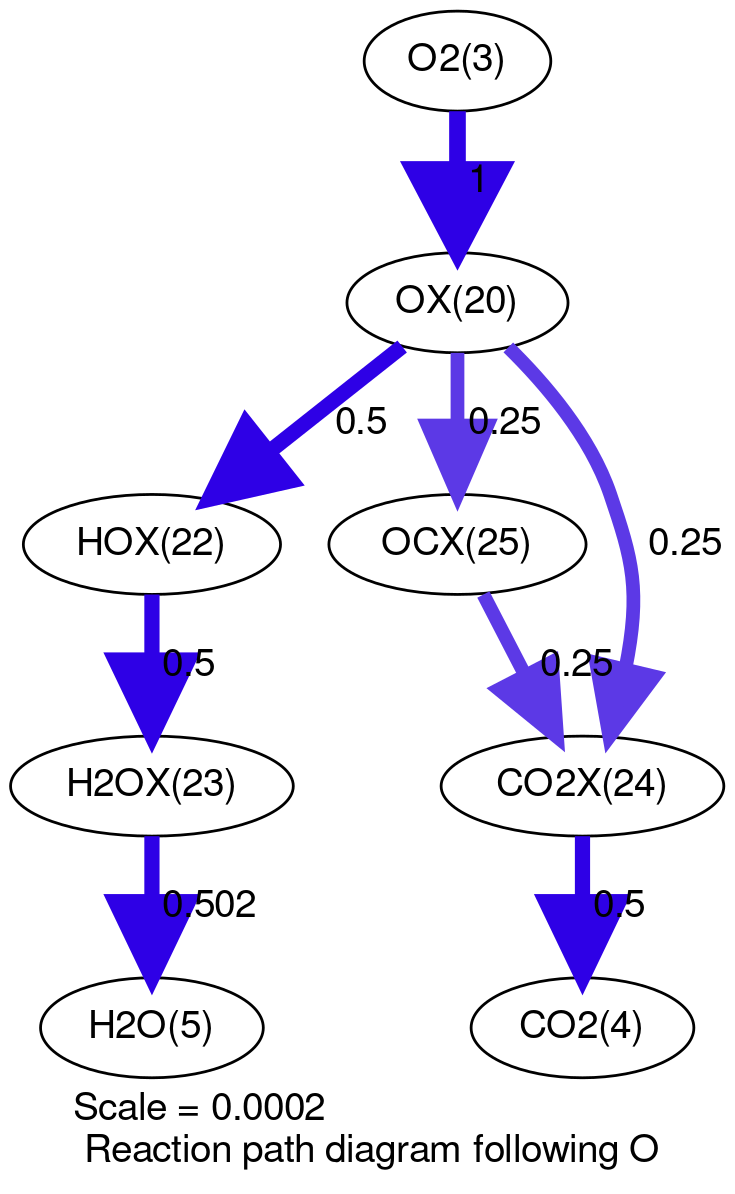 O2(3)
1
OX(20)
0.5
0.25
0.25
HOX(22)
OCX(25)
0.5
0.25
H2OX(23)
CO2X(24)
0.502
0.5
H2O(5)
CO2(4)
Scale = 0.0002
Reaction path diagram following O